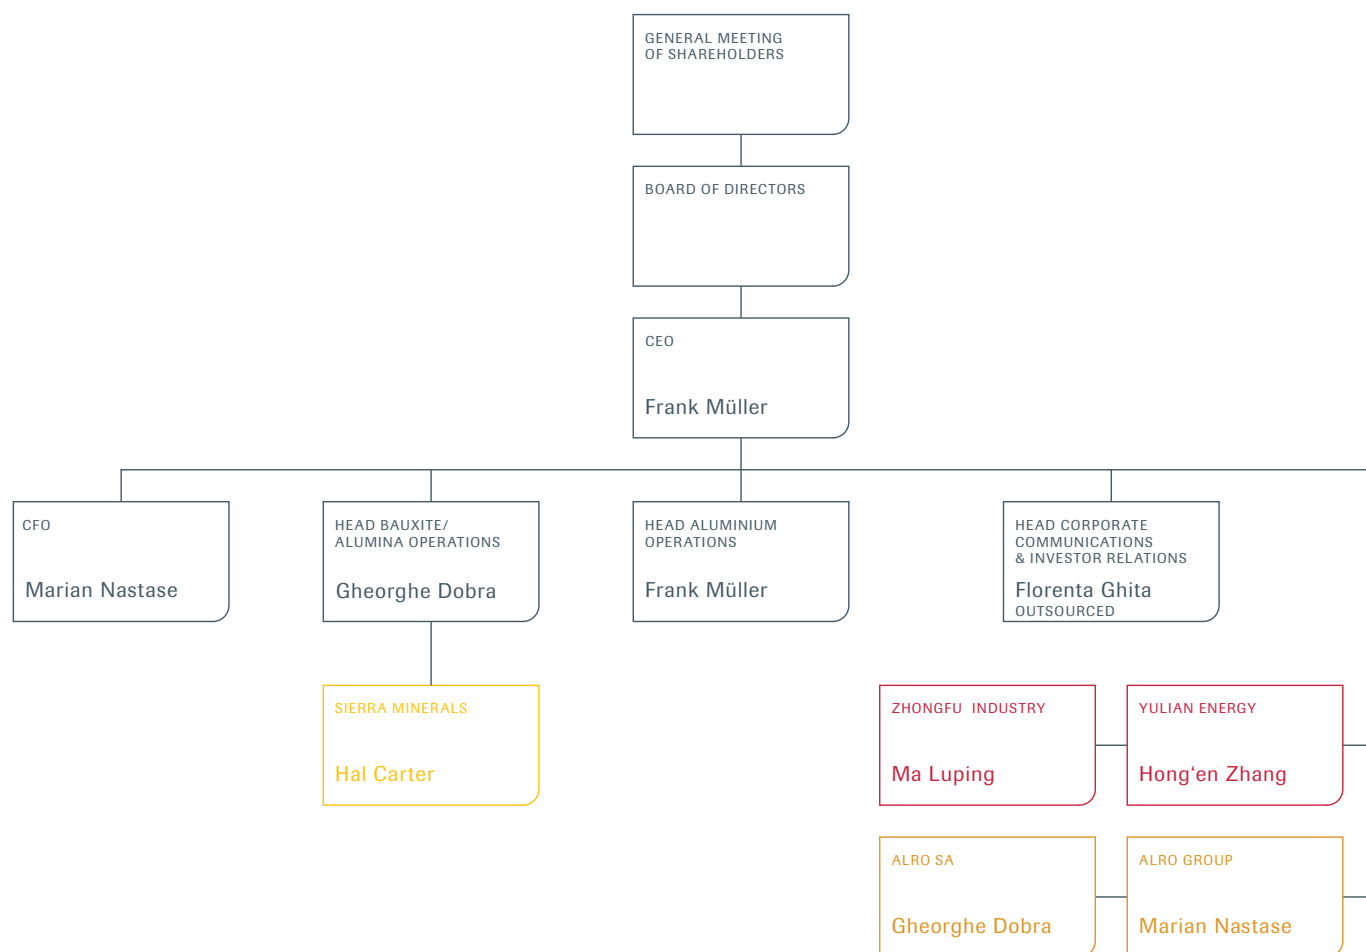 GENERAL MEETING
OF SHAREHOLDERS
BOARD OF DIRECTORS
CEO
Frank Müller
CFO
Marian Nastase
HEAD BAUXITE/
ALUMINA OPERATIONS
Gheorghe Dobra
HEAD ALUMINIUM
OPERATIONS
Frank Müller
HEAD CORPORATE
COMMUNICATIONS
& INVESTOR RELATIONS
Florenta Ghita
OUTSOURCED
SIERRA MINERALS
Hal Carter
ZHONGFU INDUSTRY
Ma Luping
YULIAN ENERGY
Hong‘en Zhang
ALRO SA
Gheorghe Dobra
ALRO GROUP
Marian Nastase